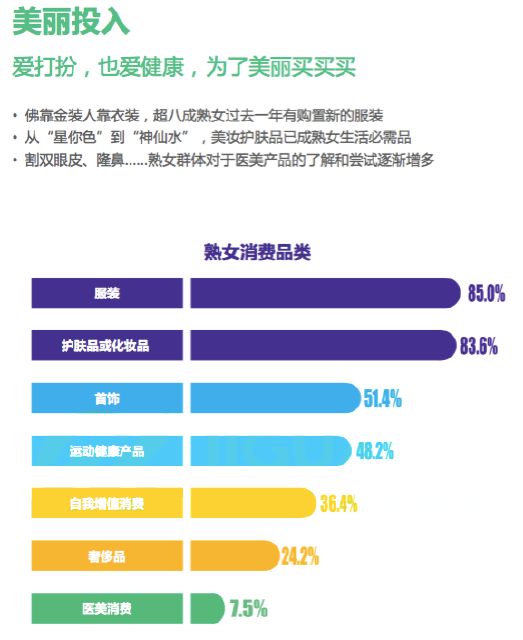 美丽投入
爱打扮，也爱健康，为了美丽买买买
• 佛靠金装人靠衣装，超八成熟女过去一年有购置新的服装
• 从“星你色”到“神仙水”，美妆护肤品已成熟女生活必需品
• 割双眼皮、隆鼻......熟女群体对于医美产品的了解和尝试逐渐增多
熟女消费品类
服装 85.0%
护肤品或化妆品 83.6%
首饰 51.4%
运动健康产品 48.2%
自我增值消费 36.4%
奢侈品 24.2%
医美消费 7.5%